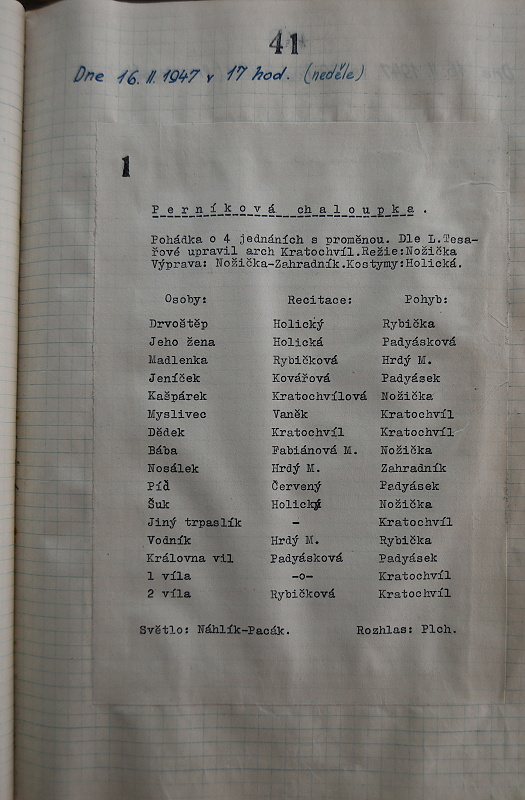 41
Dne 16. II. 1947 v 17 hod. (neděle)
1
Perníková chaloupka.
Pohádka o 4 jednáních s proměnou. Dle L.Tesa-
řové upravil arch Kratochvíl.Režie:Nožička
Výprava: Nožička-Zahradník.Kostymy:Holická.
Osoby: Recitace: Pohyb:
Drvoštěp Holický Rybička
Jeho žena Holická Padyásková
Madlenka Rybičková Hrdý M.
Jeníček Kovářová Padyásek
Kašpárek Kratochvílová Nožička
Myslivec Vaněk Kratochvíl
Dědek Kratochvíl Kratochvíl
Bába Fabiánová M. Nožička
Nosálek Hrdý M. Zahradník
Píď Červený Padyásek
Šuk Holický Nožička
Jiný trpaslík - Kratochvíl
Vodník Hrdý M. Rybička
Královna vil Padyásková Padyásek
1 víla -o- Kratochvíl
2 víla Rybičková Kratochvíl
Světlo: Náhlík-Pacák. Rozhlas: Plch.